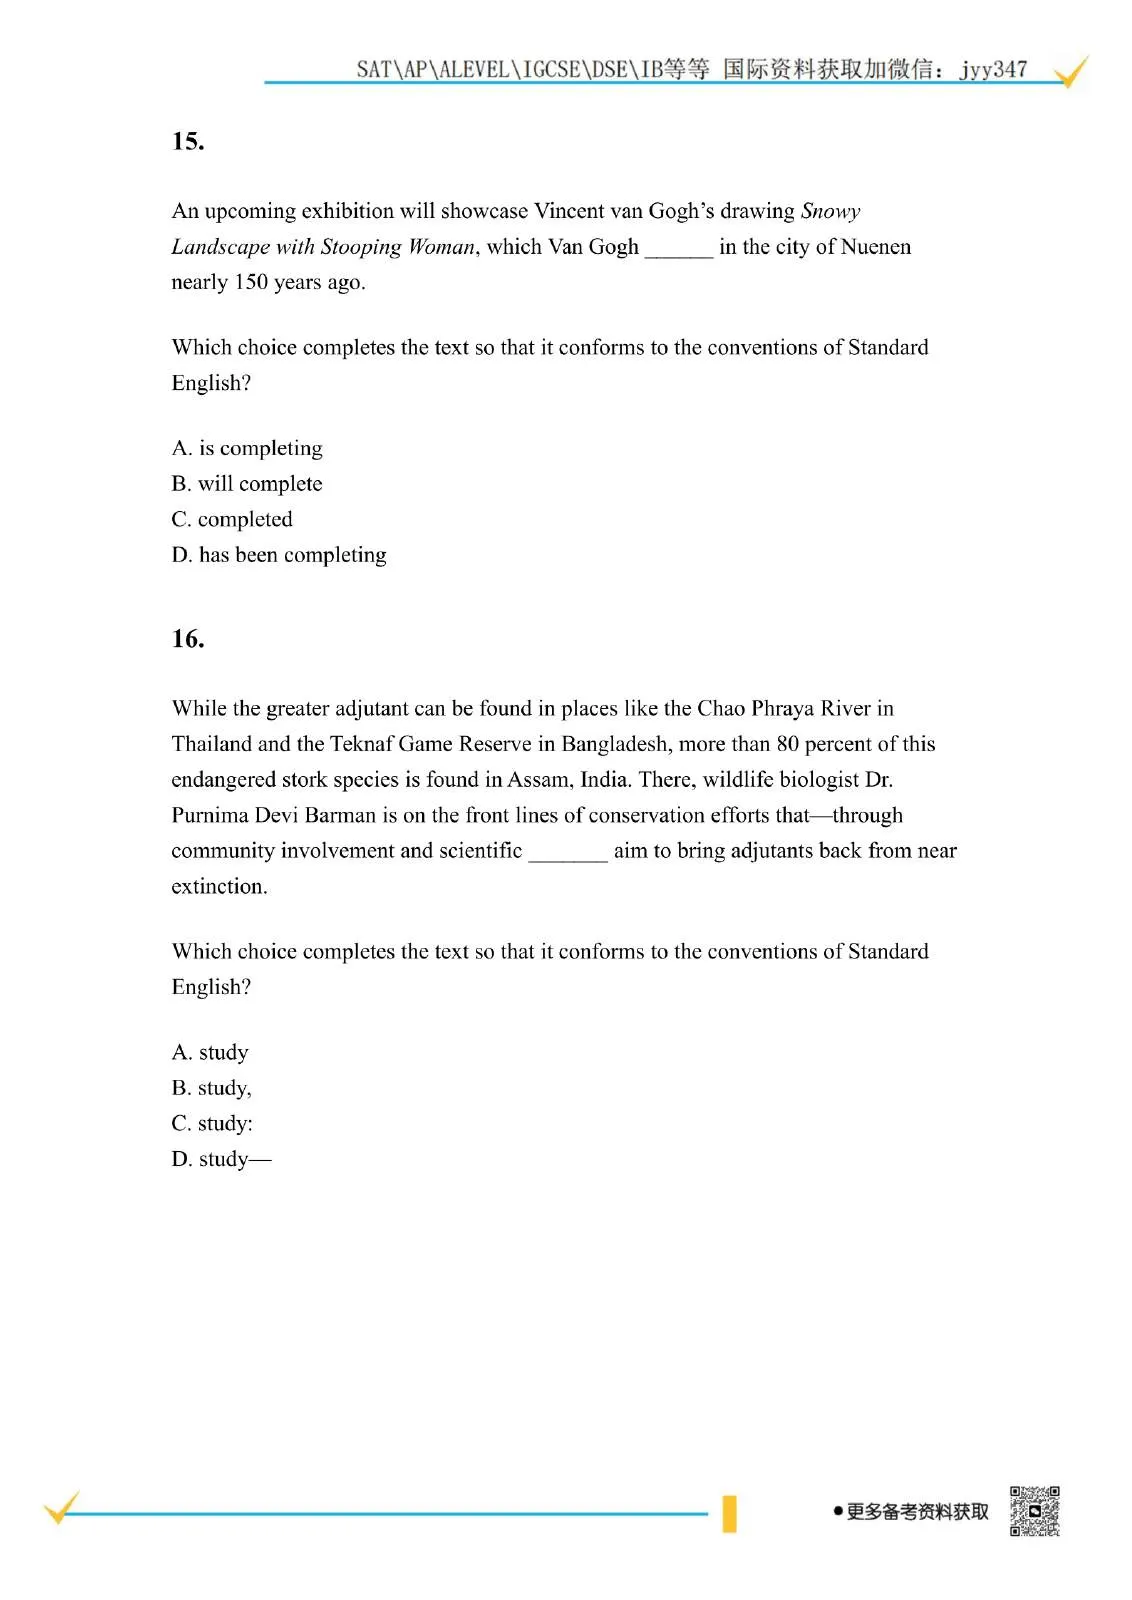 SAT\AP\ALEVEL\IGCSE\DSE\IB等等 国际资料获取加微信：jyy347
15.
An upcoming exhibition will showcase Vincent van Gogh’s drawing Snowy
Landscape with Stooping Woman, which Van Gogh ______ in the city of Nuenen
nearly 150 years ago.
Which choice completes the text so that it conforms to the conventions of Standard
English?
A. is completing
B. will complete
C. completed
D. has been completing
16.
While the greater adjutant can be found in places like the Chao Phraya River in
Thailand and the Teknaf Game Reserve in Bangladesh, more than 80 percent of this
endangered stork species is found in Assam, India. There, wildlife biologist Dr.
Purnima Devi Barman is on the front lines of conservation efforts that—through
community involvement and scientific _______ aim to bring adjutants back from near
extinction.
Which choice completes the text so that it conforms to the conventions of Standard
English?
A. study
B. study,
C. study:
D. study—
●更多备考资料获取